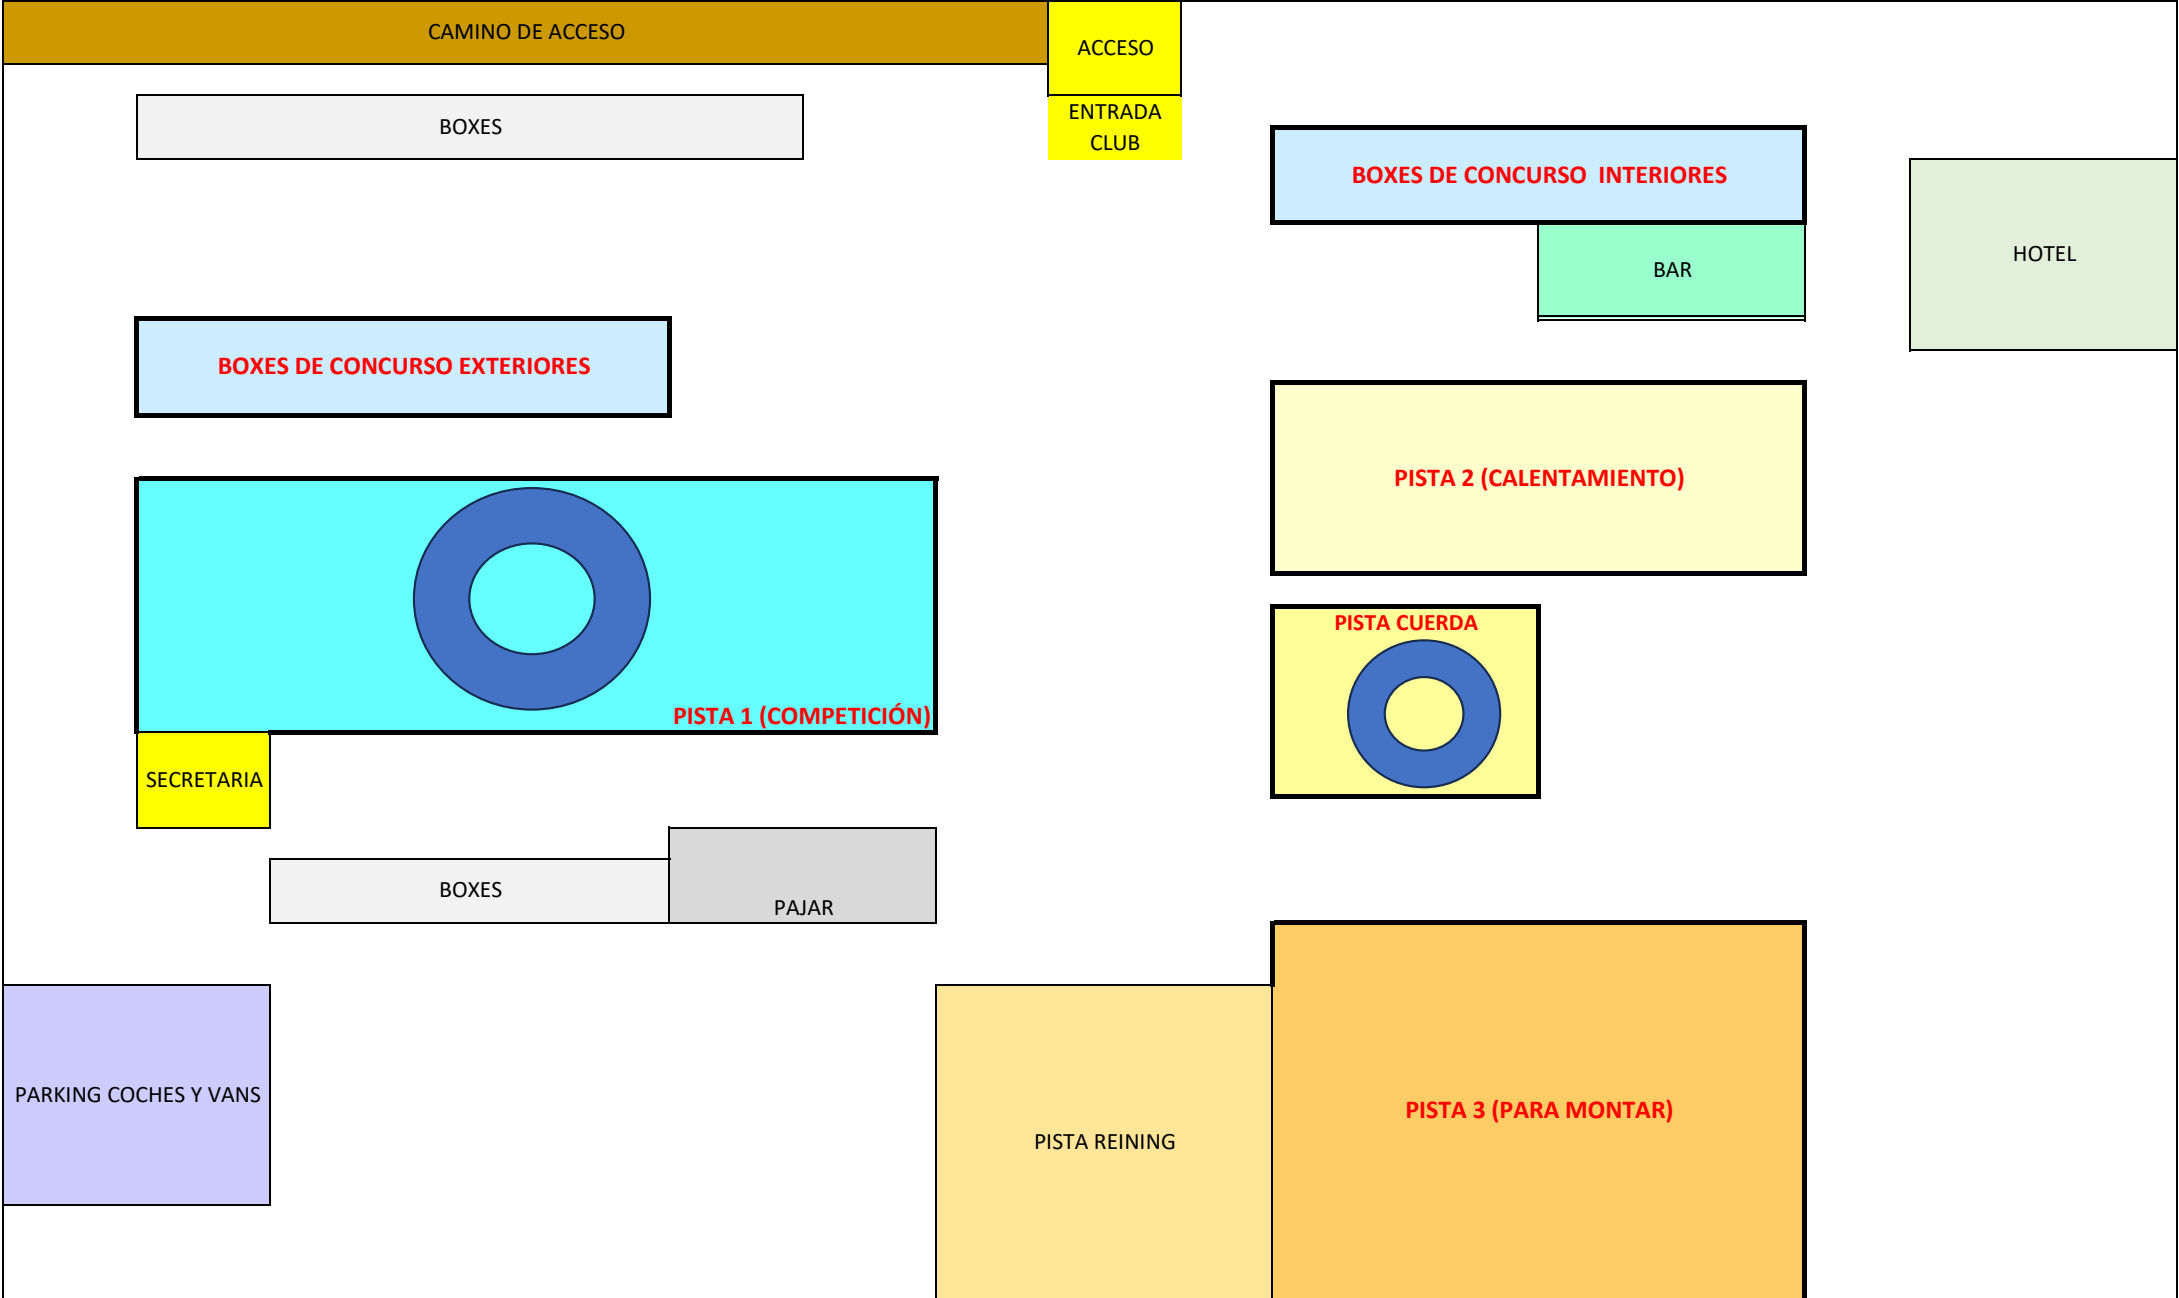 CAMINO DE ACCESO
ACCESO
ENTRADA
CLUB
BOXES
BOXES DE CONCURSO INTERIORES
HOTEL
BAR
BOXES DE CONCURSO EXTERIORES
PISTA 2 (CALENTAMIENTO)
PISTA CUERDA
PISTA 1 (COMPETICIÓN)
SECRETARIA
BOXES
PAJAR
PARKING COCHES Y VANS
PISTA 3 (PARA MONTAR)
PISTA REINING